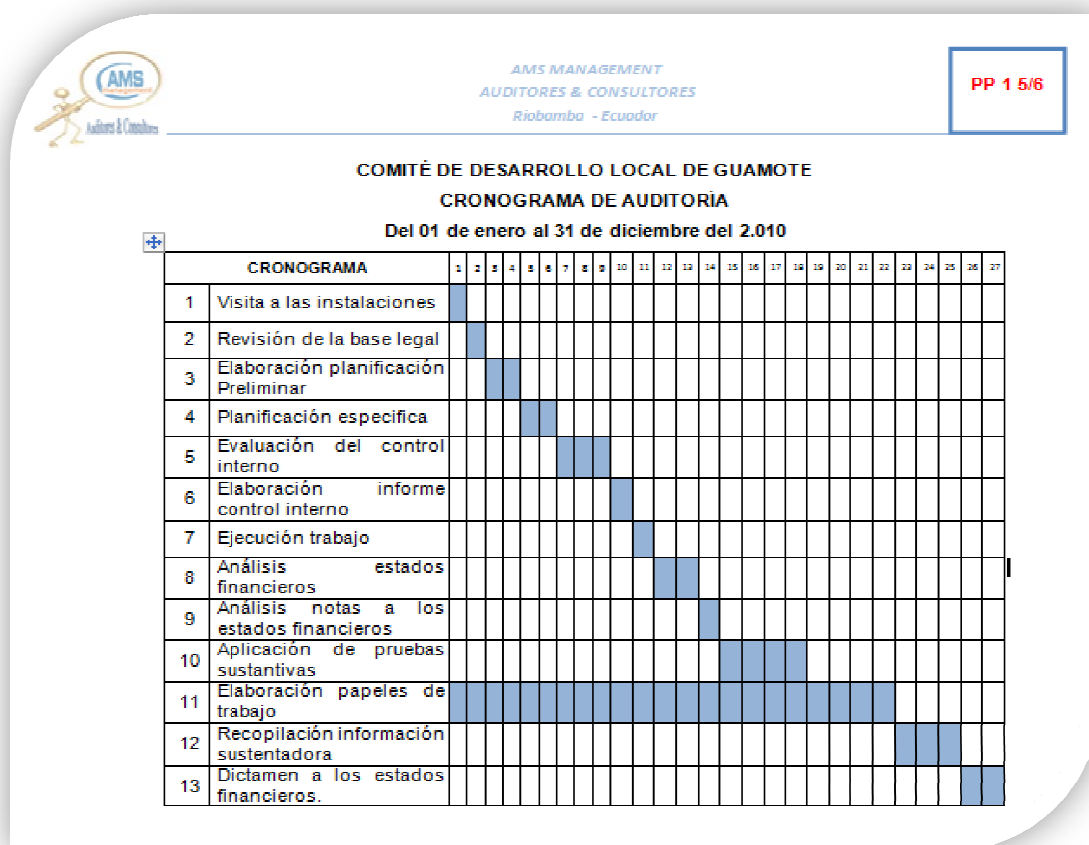 AMS
management
Auditores & Consultores
AMS MANAGEMENT
AUDITORES & CONSULTORES
Riobamba - Ecuador
PP 1 5/6
COMITÉ DE DESARROLLO LOCAL DE GUAMOTE
CRONOGRAMA DE AUDITORÍA
Del 01 de enero al 31 de diciembre del 2.010
CRONOGRAMA 1 2 3 4 5 6 7 8 9 10 11 12 13 14 15 16 17 18 19 20 21 22 23 24 25 26 27
1 Visita a las instalaciones
2 Revisión de la base legal
3 Elaboración planificación
Preliminar
4 Planificación especifica
5 Evaluación del control
interno
6 Elaboración informe
control interno
7 Ejecución trabajo
8 Análisis estados
financieros
9 Análisis notas a los
estados financieros
10 Aplicación de pruebas
sustantivas
11 Elaboración papeles de
trabajo
12 Recopilación información
sustentadora
13 Dictamen a los estados
financieros.